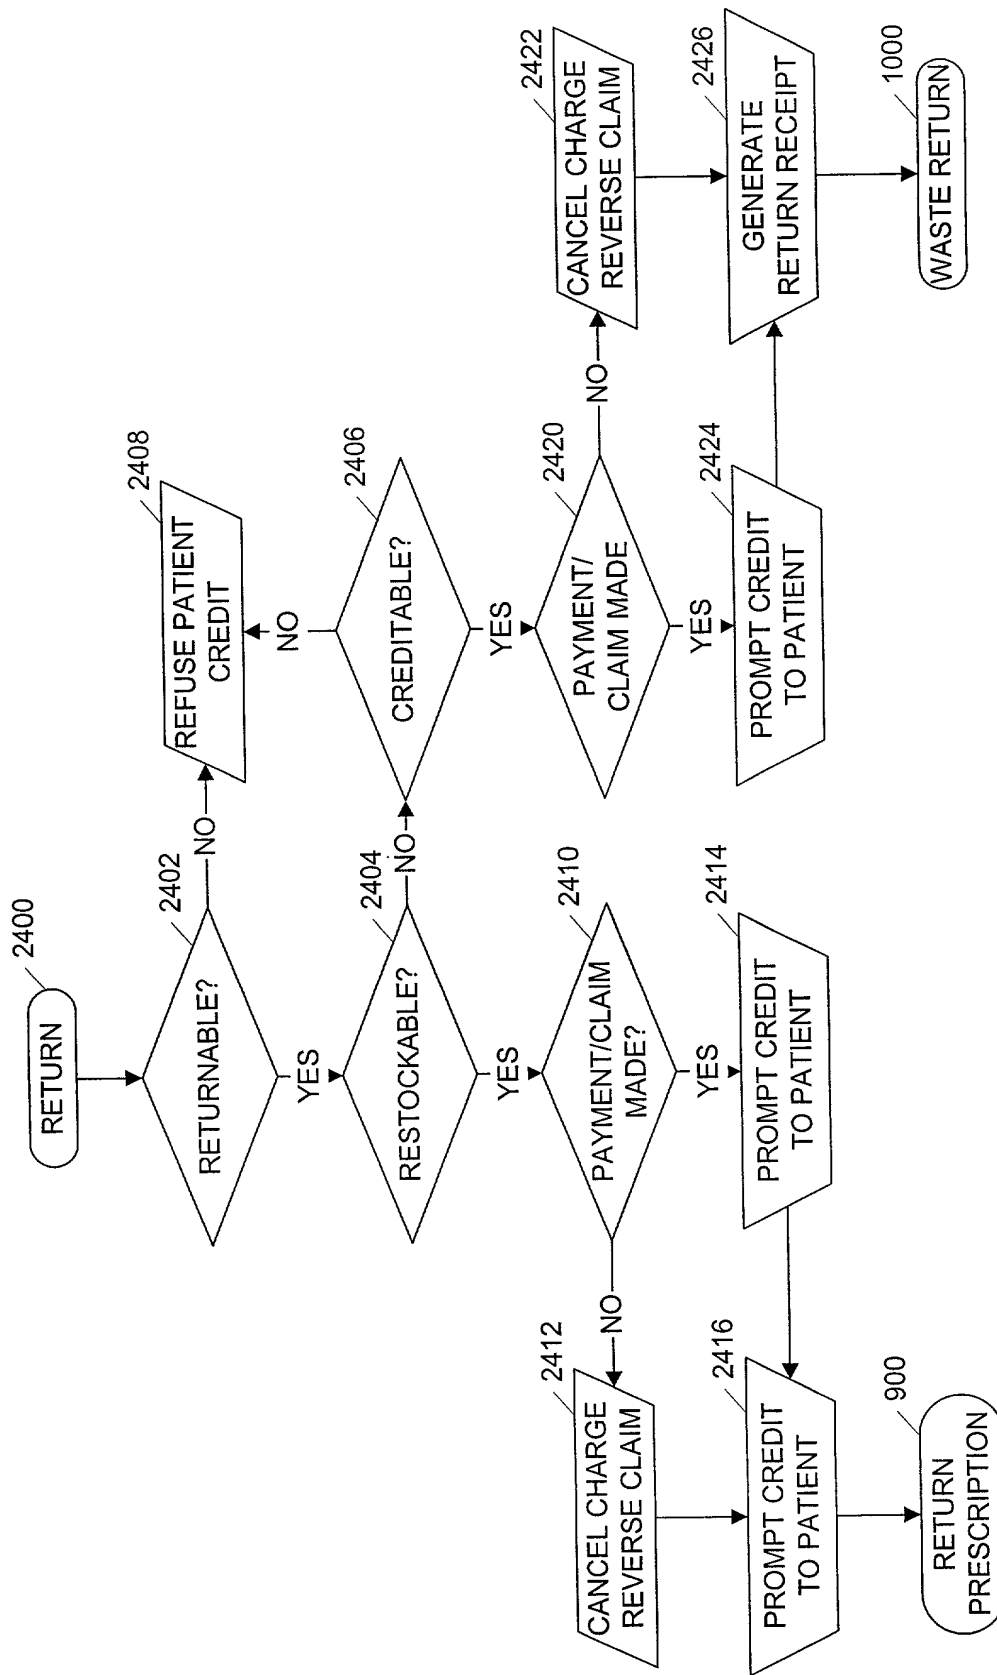 RETURN
2400
RETURNABLE?
2402
NO
REFUSE PATIENT
CREDIT
2408
YES
RESTOCKABLE?
2404
NO
CREDITABLE?
2406
NO
YES
YES
PAYMENT/CLAIM
MADE?
2410
NO
CANCEL CHARGE
REVERSE CLAIM
2412
YES
PROMPT CREDIT
TO PATIENT
2414
PROMPT CREDIT
TO PATIENT
2416
RETURN
PRESCRIPTION
900
PAYMENT/
CLAIM MADE
2420
NO
CANCEL CHARGE
REVERSE CLAIM
2422
YES
PROMPT CREDIT
TO PATIENT
2424
GENERATE
RETURN RECEIPT
2426
WASTE RETURN
1000